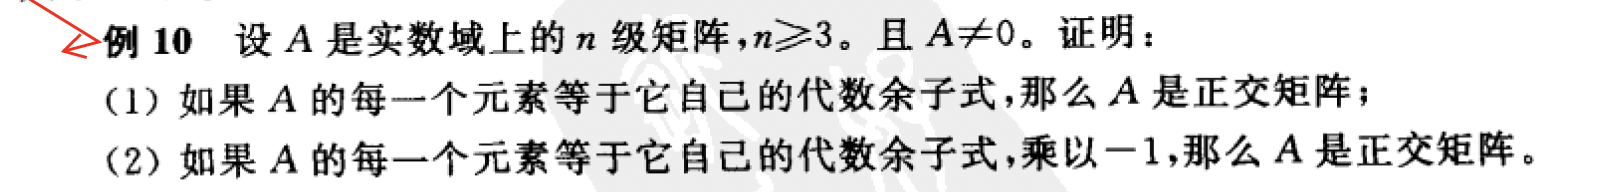 例 10 设 A 是实数域上的 n 级矩阵,n⩾3。且 A≠0。证明：
(1) 如果 A 的每一个元素等于它自己的代数余子式,那么 A 是正交矩阵；
(2) 如果 A 的每一个元素等于它自己的代数余子式,乘以－1,那么 A 是正交矩阵。